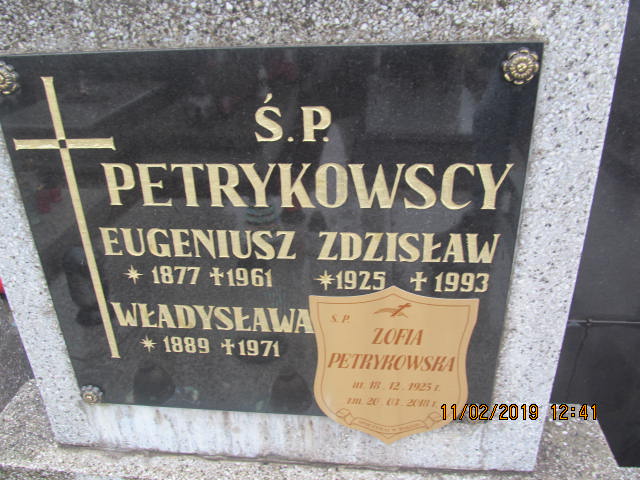 Ś.P.
PETRYKOWSCY
EUGENIUSZ ZDZISŁAW
* 1877 ✝ 1961 * 1925 ✝ 1993
WŁADYSŁAWA
* 1889 ✝ 1971
Ś. P.
ZOFIA
PETRYKOWSKA
ur. 18. 12. 1925 r.
zm. 20. 07. 2018 r.
11/02/2019 12:41